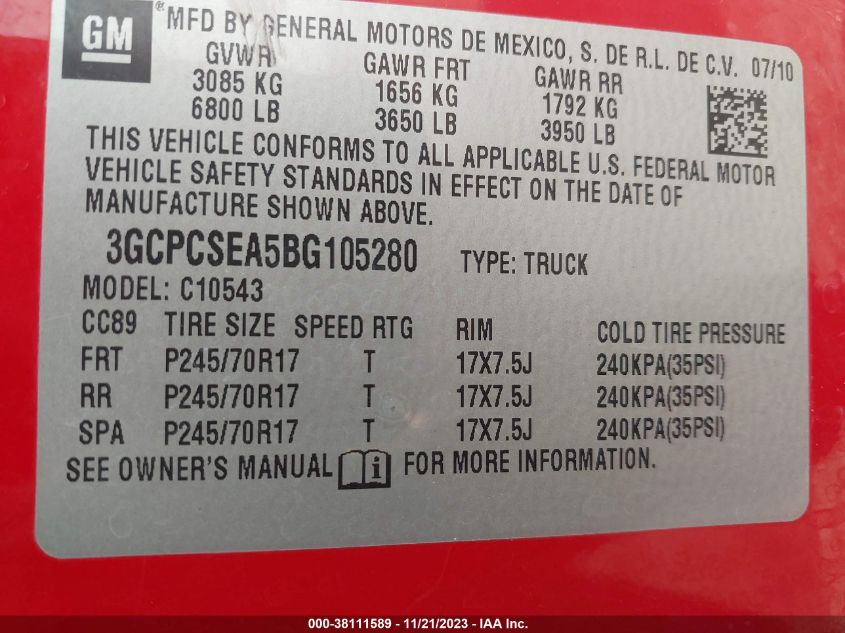 GM
® MFD BY GENERAL MOTORS DE MEXICO, S. DE R.L. DE C.V. 07/10
GVWR GAWR FRT GAWR RR
3085 KG 1656 KG 1792 KG
6800 LB 3650 LB 3950 LB
THIS VEHICLE CONFORMS TO ALL APPLICABLE U.S. FEDERAL MOTOR
VEHICLE SAFETY STANDARDS IN EFFECT ON THE DATE OF
MANUFACTURE SHOWN ABOVE.
3GCPCSEA5BG105280 TYPE: TRUCK
MODEL: C10543
CC89 TIRE SIZE SPEED RTG RIM COLD TIRE PRESSURE
FRT P245/70R17 T 17X7.5J 240KPA(35PSI)
RR P245/70R17 T 17X7.5J 240KPA(35PSI)
SPA P245/70R17 T 17X7.5J 240KPA(35PSI)
SEE OWNER'S MANUAL i FOR MORE INFORMATION.
000-38111589 - 11/21/2023 - IAA Inc.